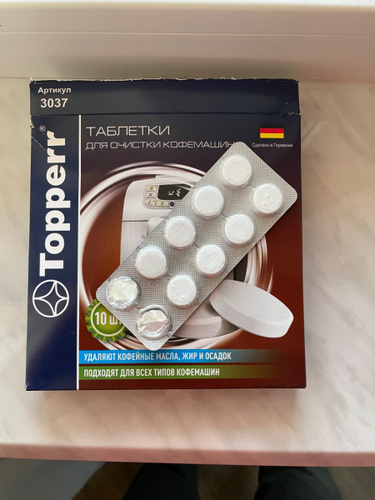 Артикул
3037
Topperr®
ТАБЛЕТКИ
ДЛЯ ОЧИСТКИ КОФЕМАШИН
Сделано в Германии
10
УДАЛЯЮТ КОФЕЙНЫЕ МАСЛА, ЖИР И ОСАДОК
ПОДХОДЯТ ДЛЯ ВСЕХ ТИПОВ КОФЕМАШИН